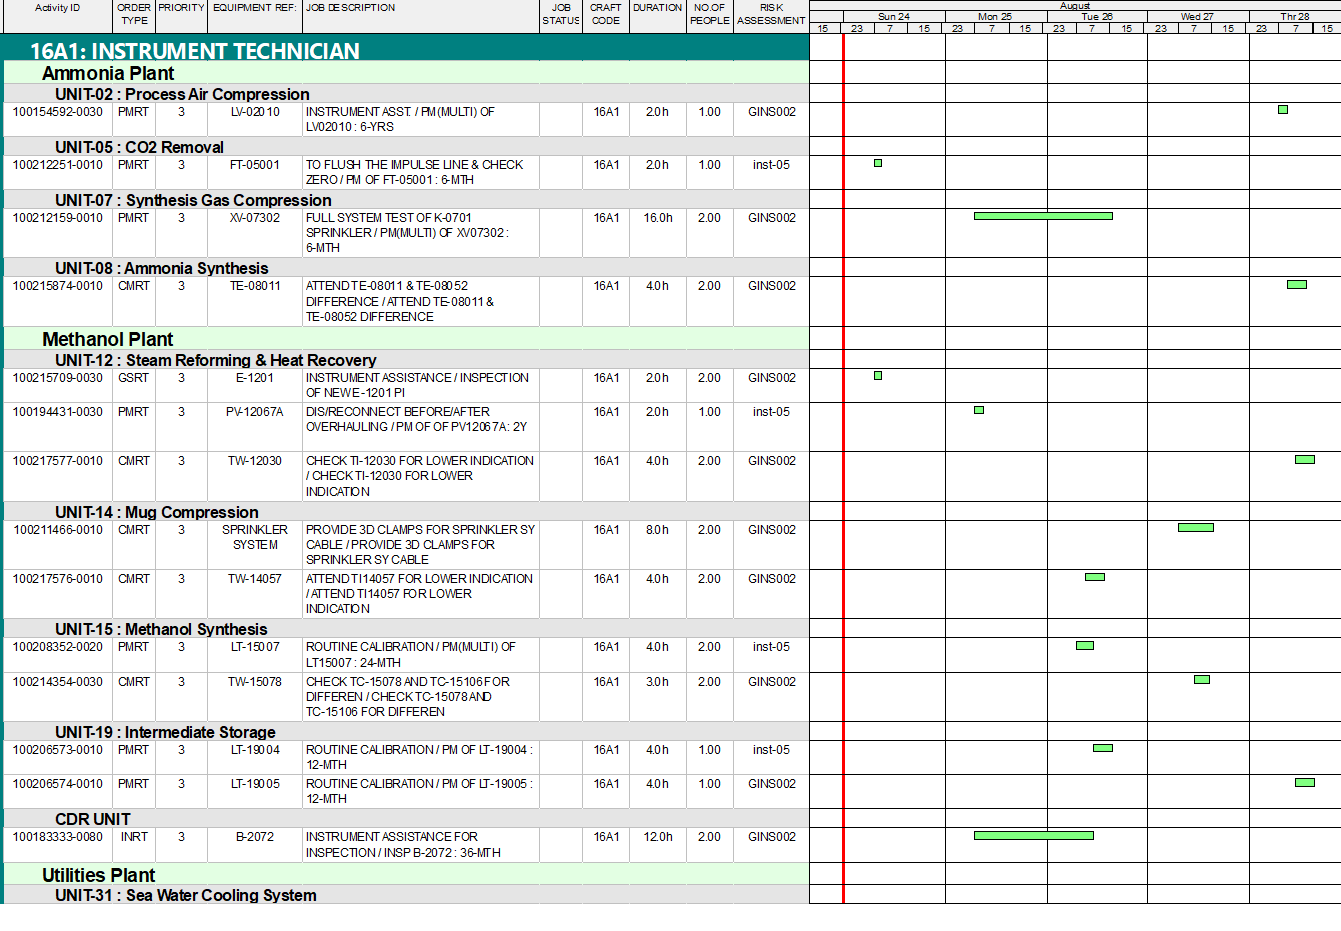 August
Activity ID ORDER TYPE PRIORITY EQUIPMENT REF: JOB DESCRIPTION JOB STATUS CRAFT CODE DURATION NO.OF PEOPLE RISK ASSESSMENT
Sun 24 Mon 25 Tue 26 Wed 27 Thr 28
15 23 7 15 23 7 15 23 7 15 23 7 15 23 7 15
16A1: INSTRUMENT TECHNICIAN
Ammonia Plant
UNIT-02 : Process Air Compression
100154592-0030 PMRT 3 LV-02010 INSTRUMENT ASST. / PM(MULTI) OF 16A1 2.0h 1.00 GINS002
LV02010 : 6-YRS
UNIT-05 : CO2 Removal
100212251-0010 PMRT 3 FT-05001 TO FLUSH THE IMPULSE LINE & CHECK 16A1 2.0h 1.00 inst-05
ZERO / PM OF FT-05001 : 6-MTH
UNIT-07 : Synthesis Gas Compression
100212159-0010 PMRT 3 XV-07302 FULL SYSTEM TEST OF K-0701 16A1 16.0h 2.00 GINS002
SPRINKLER / PM(MULTI) OF XV07302 :
6-MTH
UNIT-08 : Ammonia Synthesis
100215874-0010 CMRT 3 TE-08011 ATTEND TE-08011 & TE-08052 16A1 4.0h 2.00 GINS002
DIFFERENCE / ATTEND TE-08011 &
TE-08052 DIFFERENCE
Methanol Plant
UNIT-12 : Steam Reforming & Heat Recovery
100215709-0030 GSRT 3 E-1201 INSTRUMENT ASSISTANCE / INSPECTION 16A1 2.0h 2.00 GINS002
OF NEW E-1201 PI
100194431-0030 PMRT 3 PV-12067A DIS/RECONNECT BEFORE/AFTER 16A1 2.0h 1.00 inst-05
OVERHAULING / PM OF OF PV12067A : 2Y
100217577-0010 CMRT 3 TW-12030 CHECK TI-12030 FOR LOWER INDICATION 16A1 4.0h 2.00 GINS002
/ CHECK TI-12030 FOR LOWER
INDICATION
UNIT-14 : Mug Compression
100211466-0010 CMRT 3 SPRINKLER PROVIDE 3D CLAMPS FOR SPRINKLER SY 16A1 8.0h 2.00 GINS002
SYSTEM CABLE / PROVIDE 3D CLAMPS FOR
SPRINKLER SY CABLE
100217576-0010 CMRT 3 TW-14057 ATTEND TI14057 FOR LOWER INDICATION 16A1 4.0h 2.00 GINS002
/ ATTEND TI14057 FOR LOWER
INDICATION
UNIT-15 : Methanol Synthesis
100208352-0020 PMRT 3 LT-15007 ROUTINE CALIBRATION / PM(MULTI) OF 16A1 4.0h 2.00 inst-05
LT15007 : 24-MTH
100214354-0030 CMRT 3 TW-15078 CHECK TC-15078 AND TC-15106 FOR 16A1 3.0h 2.00 GINS002
DIFFEREN / CHECK TC-15078 AND
TC-15106 FOR DIFFEREN
UNIT-19 : Intermediate Storage
100206573-0010 PMRT 3 LT-19004 ROUTINE CALIBRATION / PM OF LT-19004 : 16A1 4.0h 1.00 inst-05
12-MTH
100206574-0010 PMRT 3 LT-19005 ROUTINE CALIBRATION / PM OF LT-19005 : 16A1 4.0h 1.00 GINS002
12-MTH
CDR UNIT
100183333-0080 INRT 3 B-2072 INSTRUMENT ASSISTANCE FOR 16A1 12.0h 2.00 GINS002
INSPECTION / INSP B-2072 : 36-MTH
Utilities Plant
UNIT-31 : Sea Water Cooling System